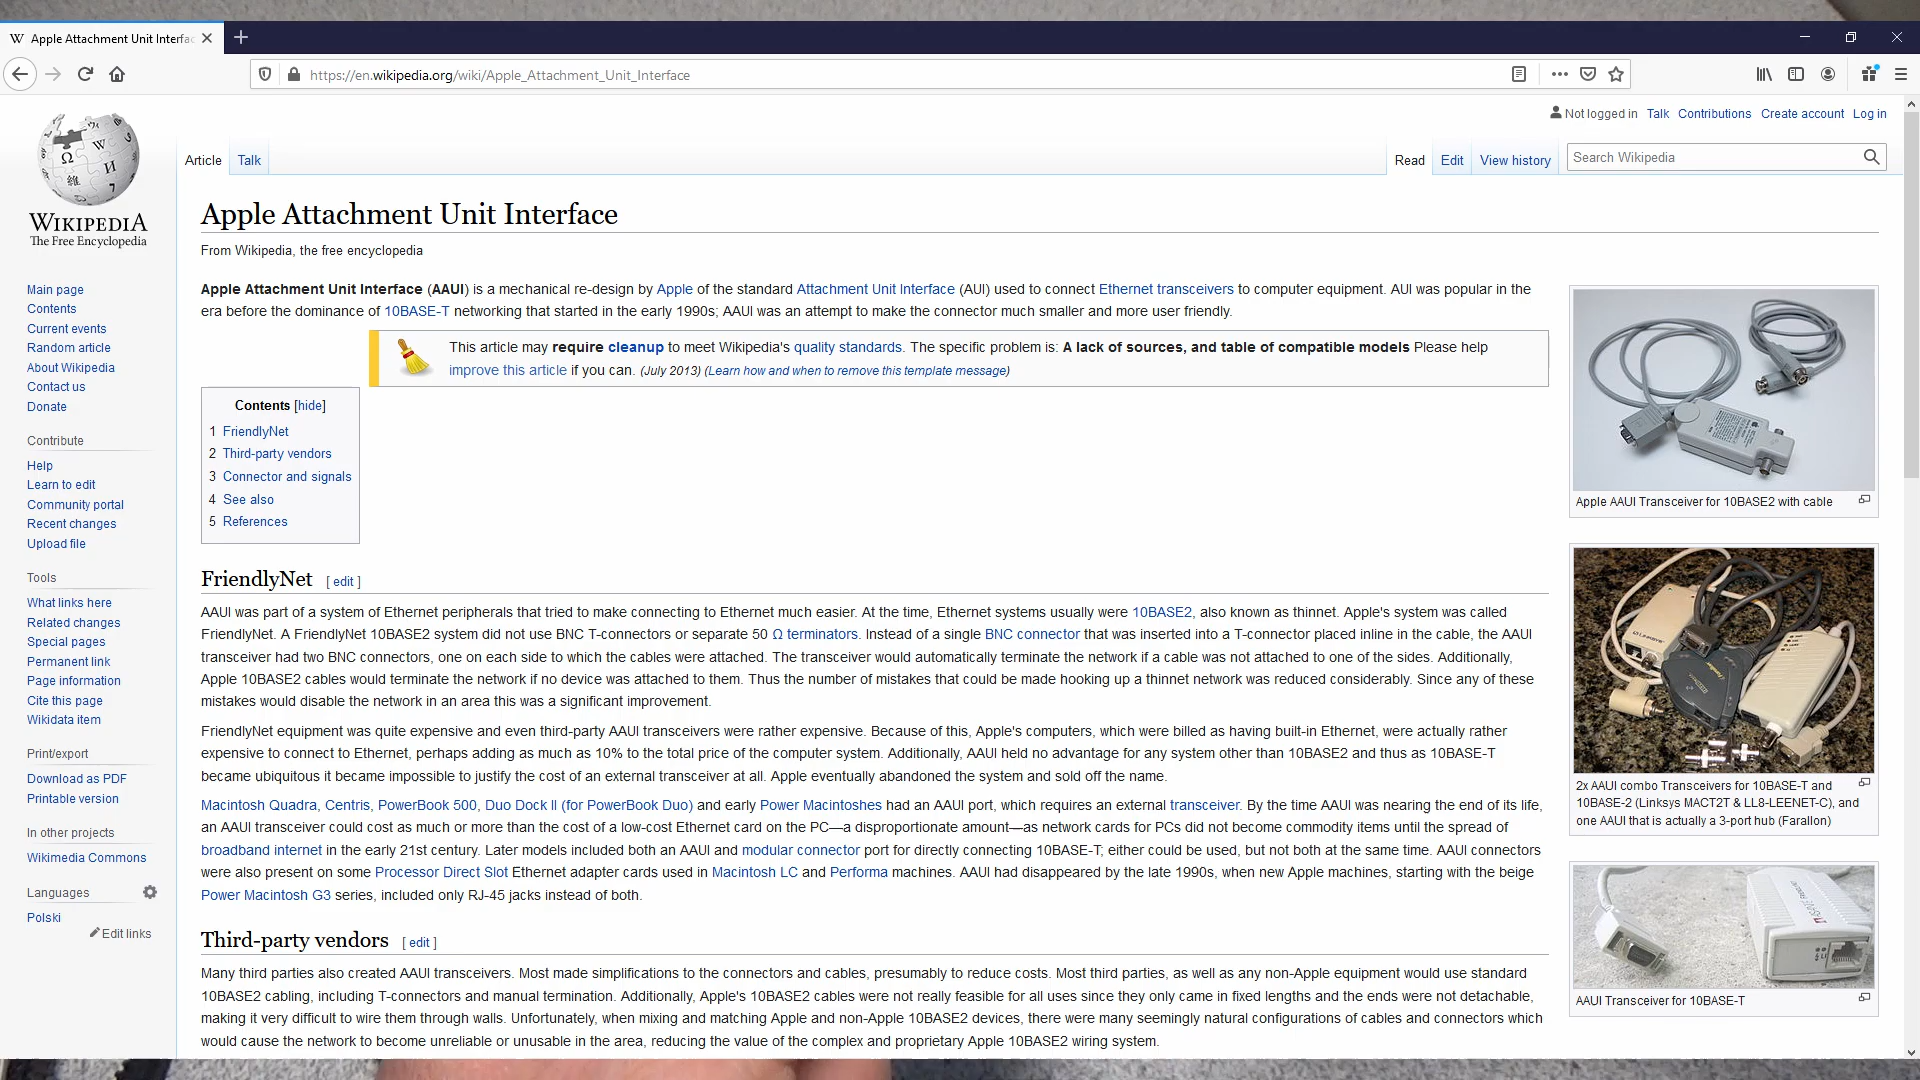 Apple Attachment Unit Interfac
https://en.wikipedia.org/wiki/Apple_Attachment_Unit_Interface
Not logged in Talk Contributions Create account Log in
Article Talk Read Edit View history Search Wikipedia
WIKIPEDIA
The Free Encyclopedia
Main page
Contents
Current events
Random article
About Wikipedia
Contact us
Donate
Contribute
Help
Learn to edit
Community portal
Recent changes
Upload file
Tools
What links here
Related changes
Special pages
Permanent link
Page information
Cite this page
Wikidata item
Print/export
Download as PDF
Printable version
In other projects
Wikimedia Commons
Languages
Polski
Edit links
Apple Attachment Unit Interface
From Wikipedia, the free encyclopedia
Apple Attachment Unit Interface (AAUI) is a mechanical re-design by Apple of the standard Attachment Unit Interface (AUI) used to connect Ethernet transceivers to computer equipment. AUI was popular in the
era before the dominance of 10BASE-T networking that started in the early 1990s; AAUI was an attempt to make the connector much smaller and more user friendly.
This article may require cleanup to meet Wikipedia's quality standards. The specific problem is: A lack of sources, and table of compatible models Please help
improve this article if you can. (July 2013) (Learn how and when to remove this template message)
Contents [hide]
1 FriendlyNet
2 Third-party vendors
3 Connector and signals
4 See also
5 References
FriendlyNet [ edit ]
AAUI was part of a system of Ethernet peripherals that tried to make connecting to Ethernet much easier. At the time, Ethernet systems usually were 10BASE2, also known as thinnet. Apple's system was called
FriendlyNet. A FriendlyNet 10BASE2 system did not use BNC T-connectors or separate 50 Ω terminators. Instead of a single BNC connector that was inserted into a T-connector placed inline in the cable, the AAUI
transceiver had two BNC connectors, one on each side to which the cables were attached. The transceiver would automatically terminate the network if a cable was not attached to one of the sides. Additionally,
Apple 10BASE2 cables would terminate the network if no device was attached to them. Thus the number of mistakes that could be made hooking up a thinnet network was reduced considerably. Since any of these
mistakes would disable the network in an area this was a significant improvement.
FriendlyNet equipment was quite expensive and even third-party AAUI transceivers were rather expensive. Because of this, Apple's computers, which were billed as having built-in Ethernet, were actually rather
expensive to connect to Ethernet, perhaps adding as much as 10% to the total price of the computer system. Additionally, AAUI held no advantage for any system other than 10BASE2 and thus as 10BASE-T
became ubiquitous it became impossible to justify the cost of an external transceiver at all. Apple eventually abandoned the system and sold off the name.
Macintosh Quadra, Centris, PowerBook 500, Duo Dock II (for PowerBook Duo) and early Power Macintoshes had an AAUI port, which requires an external transceiver. By the time AAUI was nearing the end of its life,
an AAUI transceiver could cost as much or more than the cost of a low-cost Ethernet card on the PC—a disproportionate amount—as network cards for PCs did not become commodity items until the spread of
broadband internet in the early 21st century. Later models included both an AAUI and modular connector port for directly connecting 10BASE-T; either could be used, but not both at the same time. AAUI connectors
were also present on some Processor Direct Slot Ethernet adapter cards used in Macintosh LC and Performa machines. AAUI had disappeared by the late 1990s, when new Apple machines, starting with the beige
Power Macintosh G3 series, included only RJ-45 jacks instead of both.
Third-party vendors [ edit ]
Many third parties also created AAUI transceivers. Most made simplifications to the connectors and cables, presumably to reduce costs. Most third parties, as well as any non-Apple equipment would use standard
10BASE2 cabling, including T-connectors and manual termination. Additionally, Apple's 10BASE2 cables were not really feasible for all uses since they only came in fixed lengths and the ends were not detachable,
making it very difficult to wire them through walls. Unfortunately, when mixing and matching Apple and non-Apple 10BASE2 devices, there were many seemingly natural configurations of cables and connectors which
would cause the network to become unreliable or unusable in the area, reducing the value of the complex and proprietary Apple 10BASE2 wiring system.
Apple AAUI Transceiver for 10BASE2 with cable
2x AAUI combo Transceivers for 10BASE-T and
10BASE-2 (Linksys MACT2T & LL8-LEENET-C), and
one AAUI that is actually a 3-port hub (Farallon)
AAUI Transceiver for 10BASE-T